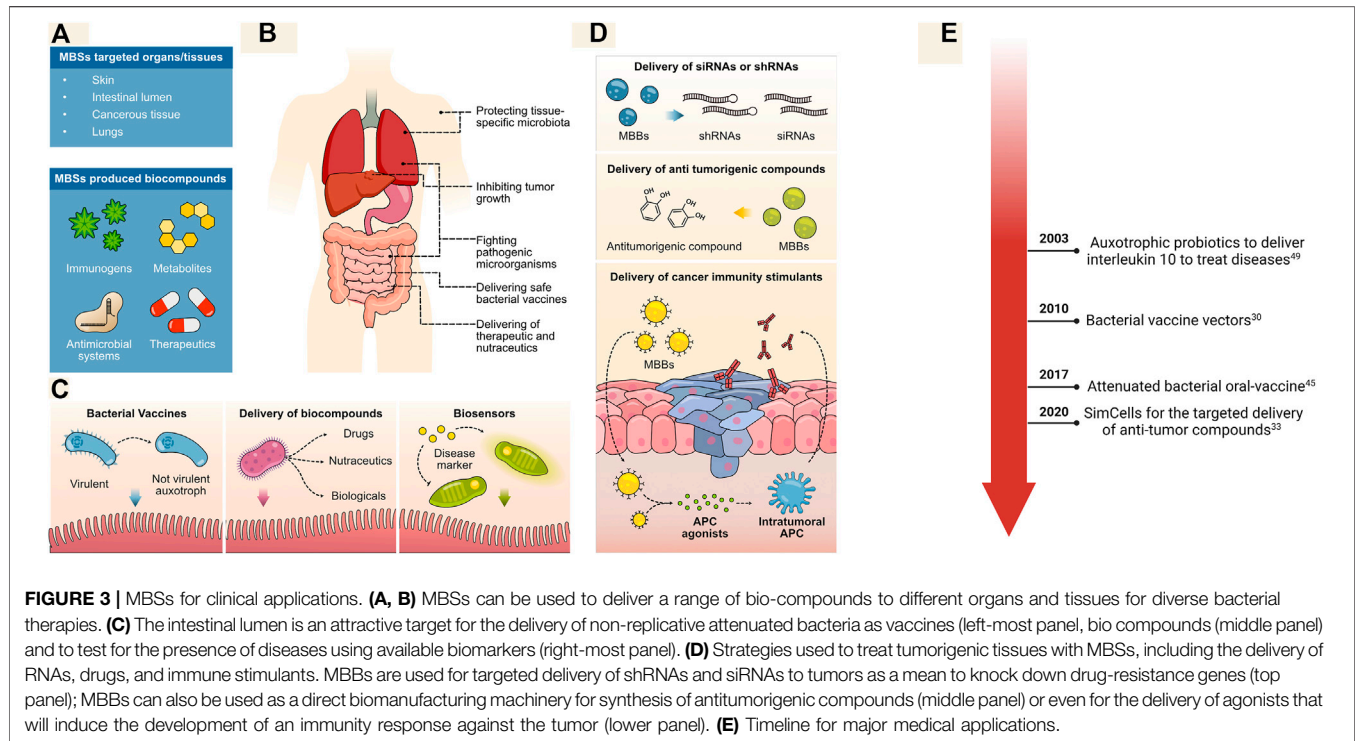 A
MBSs targeted organs/tissues
• Skin
• Intestinal lumen
• Cancerous tissue
• Lungs
MBSs produced biocompounds
Immunogens
Metabolites
Antimicrobial
systems
Therapeutics
B
Protecting tissue-
specific microbiota
Inhibiting tumor
growth
Fighting
pathogenic
microorganisms
Delivering safe
bacterial vaccines
Delivering of
therapeutic and
nutraceutics
C
Bacterial Vaccines
Virulent
Not virulent
auxotroph
Delivery of biocompounds
Drugs
Nutraceutics
Biologicals
Biosensors
Disease
marker
D
Delivery of siRNAs or shRNAs
MBBs
shRNAs
siRNAs
Delivery of anti tumorigenic compounds
OH
OH
OH
OH
Antitumorigenic compound
MBBs
Delivery of cancer immunity stimulants
MBBs
APC
agonists
Intratumoral
APC
E
2003
Auxotrophic probiotics to deliver
interleukin 10 to treat diseases⁴⁹
2010
Bacterial vaccine vectors³⁰
2017
Attenuated bacterial oral-vaccine⁴⁵
2020
SimCells for the targeted delivery
of anti-tumor compounds³³
FIGURE 3 | MBSs for clinical applications. (A, B) MBSs can be used to deliver a range of bio-compounds to different organs and tissues for diverse bacterial
therapies. (C) The intestinal lumen is an attractive target for the delivery of non-replicative attenuated bacteria as vaccines (left-most panel, bio compounds (middle panel)
and to test for the presence of diseases using available biomarkers (right-most panel). (D) Strategies used to treat tumorigenic tissues with MBSs, including the delivery of
RNAs, drugs, and immune stimulants. MBBs are used for targeted delivery of shRNAs and siRNAs to tumors as a mean to knock down drug-resistance genes (top
panel); MBBs can also be used as a direct biomanufacturing machinery for synthesis of antitumorigenic compounds (middle panel) or even for the delivery of agonists that
will induce the development of an immunity response against the tumor (lower panel). (E) Timeline for major medical applications.